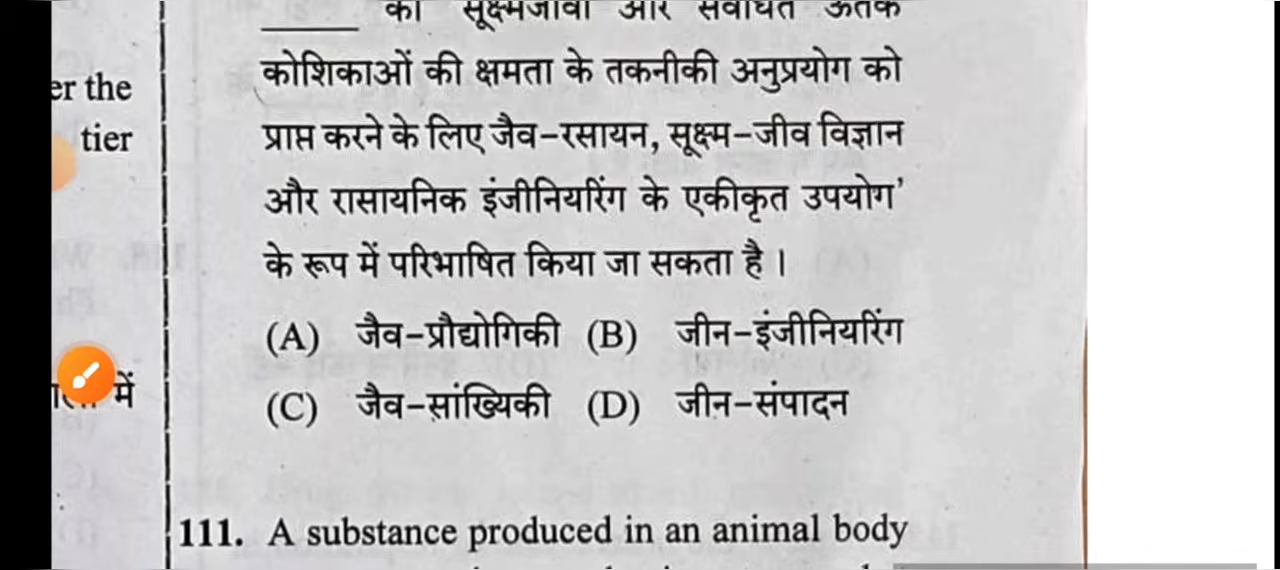 er the
tier
में
को सूक्ष्मजीवों और संवर्धित ऊतक
कोशिकाओं की क्षमता के तकनीकी अनुप्रयोग को
प्राप्त करने के लिए जैव-रसायन, सूक्ष्म-जीव विज्ञान
और रासायनिक इंजीनियरिंग के एकीकृत उपयोग'
के रूप में परिभाषित किया जा सकता है।
(A) जैव-प्रौद्योगिकी (B) जीन-इंजीनियरिंग
(C) जैव-सांख्यिकी (D) जीन-संपादन
111. A substance produced in an animal body